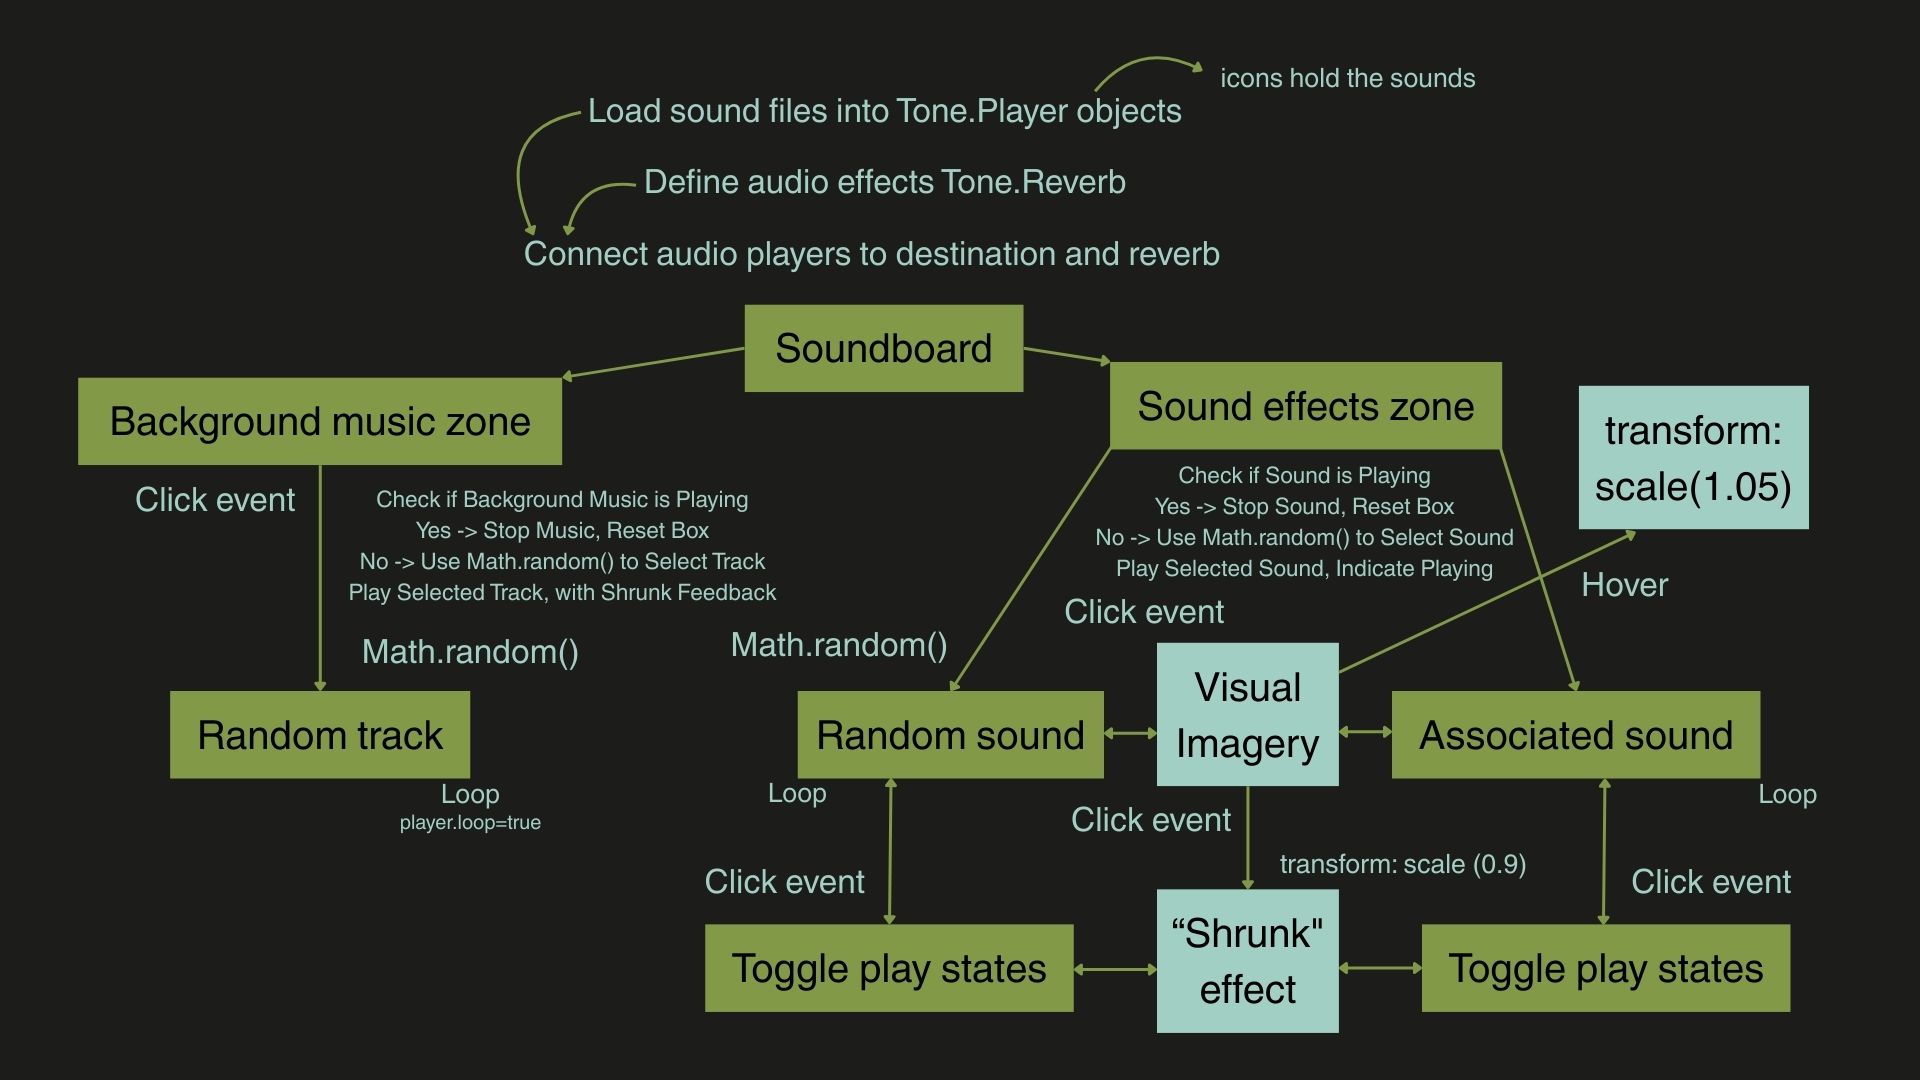 icons hold the sounds
Load sound files into Tone.Player objects
Define audio effects Tone.Reverb
Connect audio players to destination and reverb
Soundboard
Background music zone
Sound effects zone
transform:
scale(1.05)
Click event
Check if Background Music is Playing
Yes -> Stop Music, Reset Box
No -> Use Math.random() to Select Track
Play Selected Track, with Shrunk Feedback
Check if Sound is Playing
Yes -> Stop Sound, Reset Box
No -> Use Math.random() to Select Sound
Play Selected Sound, Indicate Playing
Hover
Click event
Math.random()
Math.random()
Random track
Random sound
Visual
Imagery
Associated sound
Loop
player.loop=true
Loop
Click event
Loop
Click event
transform: scale (0.9)
Click event
Toggle play states
“Shrunk"
effect
Toggle play states